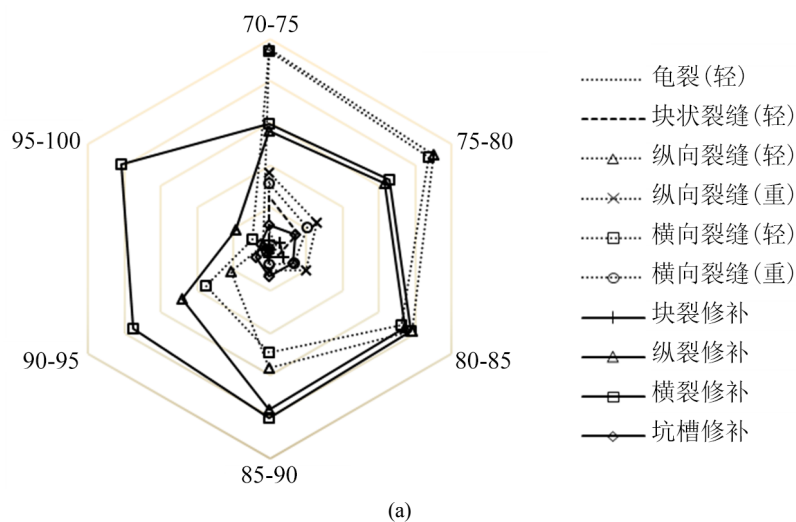 70-75
75-80
80-85
85-90
90-95
95-100
龟裂(轻)
块状裂缝(轻)
纵向裂缝(轻)
纵向裂缝(重)
横向裂缝(轻)
横向裂缝(重)
块裂修补
纵裂修补
横裂修补
坑槽修补
(a)